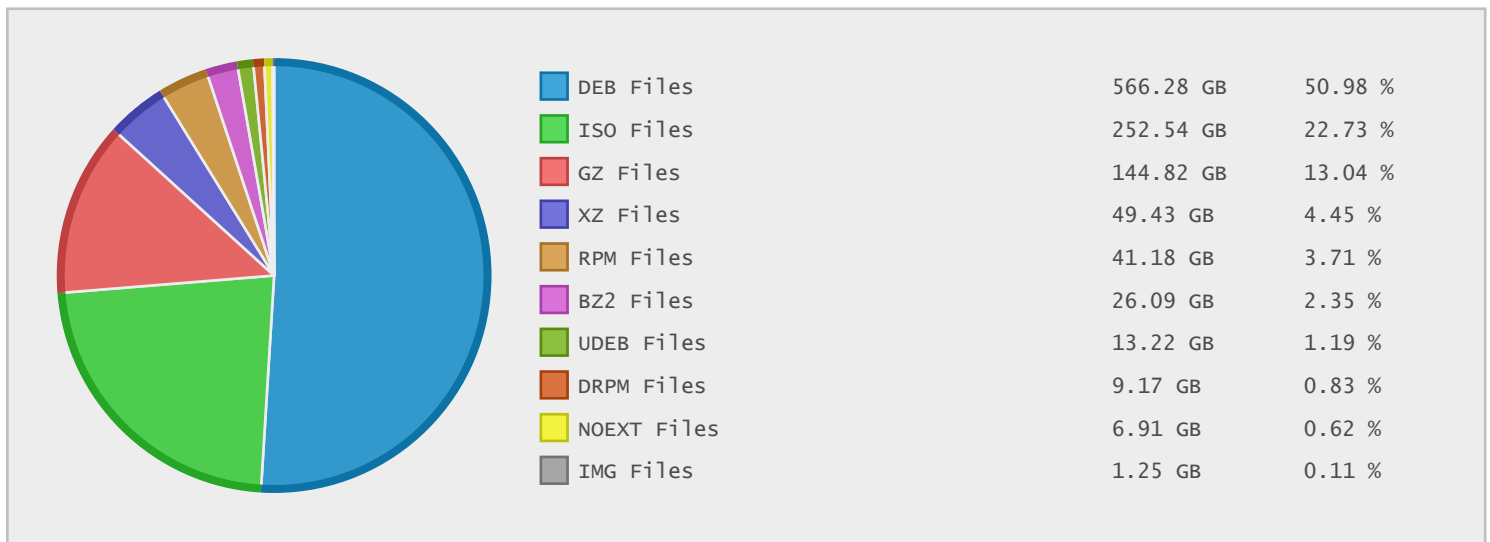 DEB Files 566.28 GB 50.98 %
ISO Files 252.54 GB 22.73 %
GZ Files 144.82 GB 13.04 %
XZ Files 49.43 GB 4.45 %
RPM Files 41.18 GB 3.71 %
BZ2 Files 26.09 GB 2.35 %
UDEB Files 13.22 GB 1.19 %
DRPM Files 9.17 GB 0.83 %
NOEXT Files 6.91 GB 0.62 %
IMG Files 1.25 GB 0.11 %